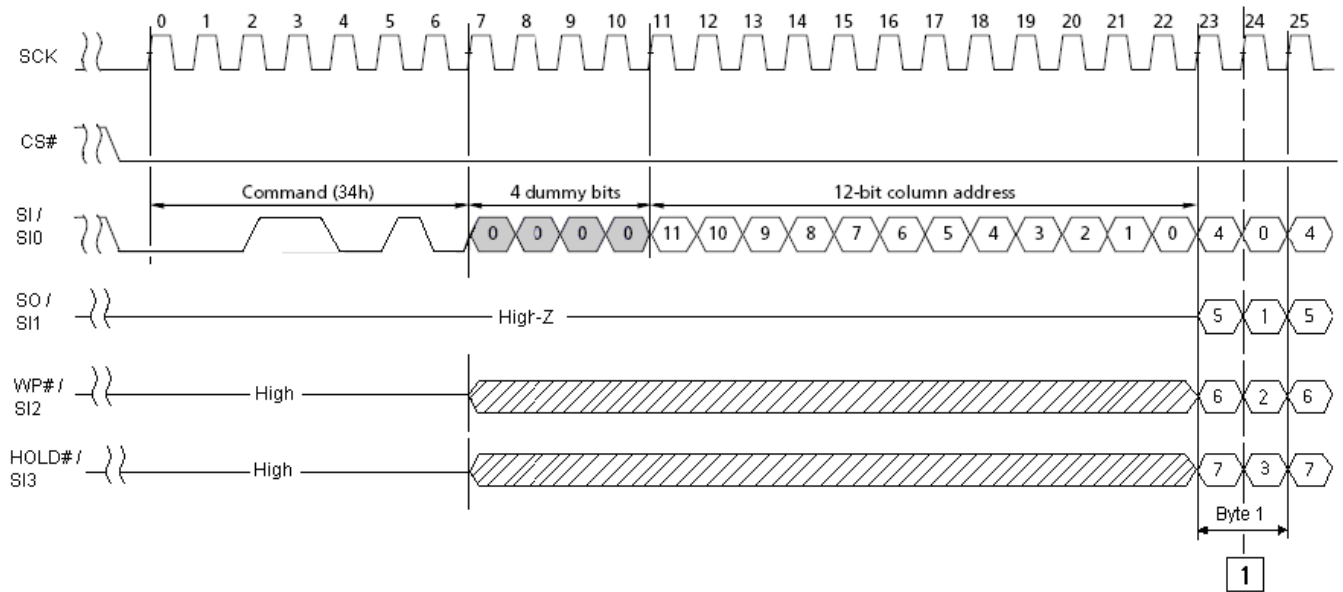 0 1 2 3 4 5 6 7 8 9 10 11 12 13 14 15 16 17 18 19 20 21 22 23 24 25
SCK
CS#
Command (34h) 4 dummy bits 12-bit column address
SI /
SI0
0 0 0 0 11 10 9 8 7 6 5 4 3 2 1 0 4 0 4
SO /
SI1
High-Z
5 1 5
WP# /
SI2
High
6 2 6
HOLD# /
SI3
High
7 3 7
Byte 1
1